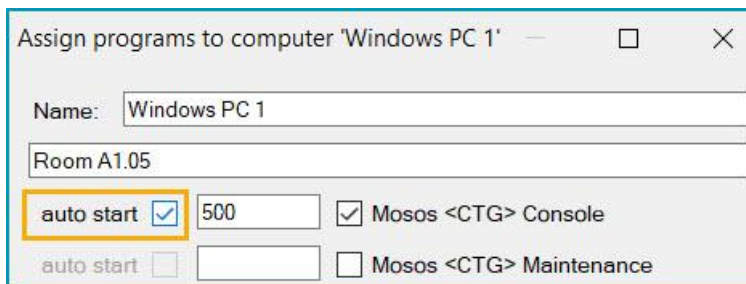 Assign programs to computer 'Windows PC 1'
Name: Windows PC 1
Room A1.05
auto start 500 Mosos <CTG> Console
auto start Mosos <CTG> Maintenance